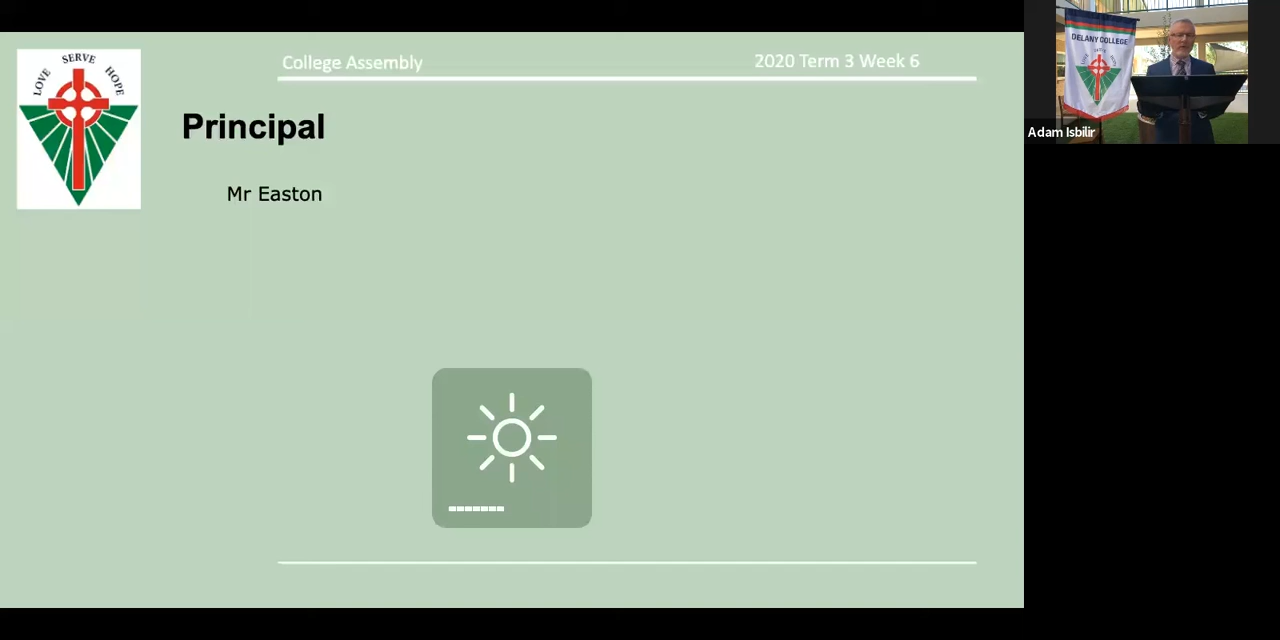 College Assembly
2020 Term 3 Week 6
LOVE SERVE HOPE
Principal
Mr Easton
DELANY COLLEGE
Adam Isbilir